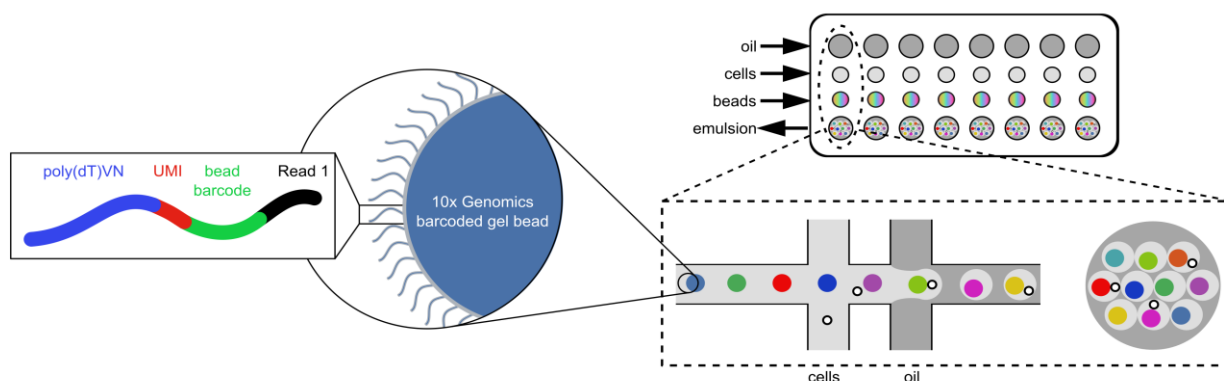 poly(dT)VN
UMI
bead
barcode
Read 1
10x Genomics
barcoded gel bead
oil
cells
beads
emulsion
cells
oil